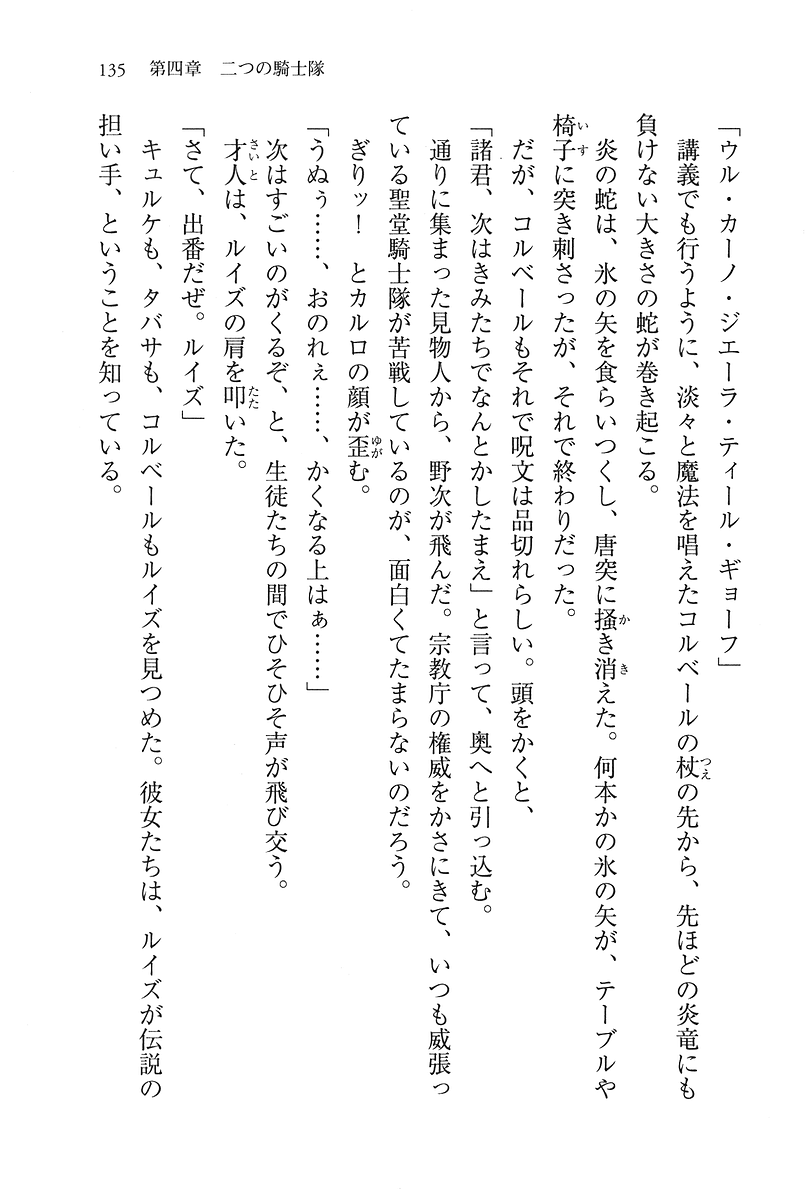 135　第四章　二つの騎士隊
「ウル・カーノ・ジエーラ・ティール・ギョーフ」
　講義でも行うように、淡々と魔法を唱えたコルベールの杖の先から、先ほどの炎竜にも
負けない大きさの蛇が巻き起こる。
　炎の蛇は、氷の矢を食らいつくし、唐突に掻き消えた。何本かの氷の矢が、テーブルや
椅子に突き刺さったが、それで終わりだった。
　だが、コルベールもそれで呪文は品切れらしい。頭をかくと、
「諸君、次はきみたちでなんとかしたまえ」と言って、奥へと引っ込む。
　通りに集まった見物人から、野次が飛んだ。宗教庁の権威をかさにきて、いつも威張っ
ている聖堂騎士隊が苦戦しているのが、面白くてたまらないのだろう。
　ぎりッ！　とカルロの顔が歪む。
「うぬぅ……、おのれぇ……、かくなる上はぁ……」
　次はすごいのがくるぞ、と、生徒たちの間でひそひそ声が飛び交う。
　才人は、ルイズの肩を叩いた。
「さて、出番だぜ。ルイズ」
　キュルケも、タバサも、コルベールもルイズを見つめた。彼女たちは、ルイズが伝説の
担い手、ということを知っている。